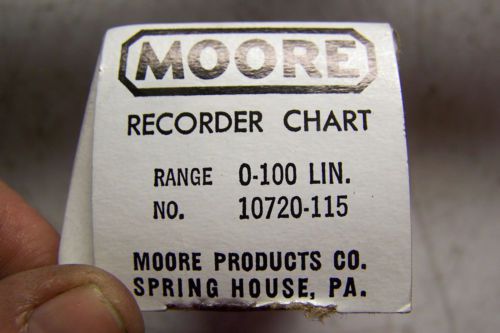 MOORE
RECORDER CHART
RANGE 0-100 LIN.
NO. 10720-115
MOORE PRODUCTS CO.
SPRING HOUSE, PA.